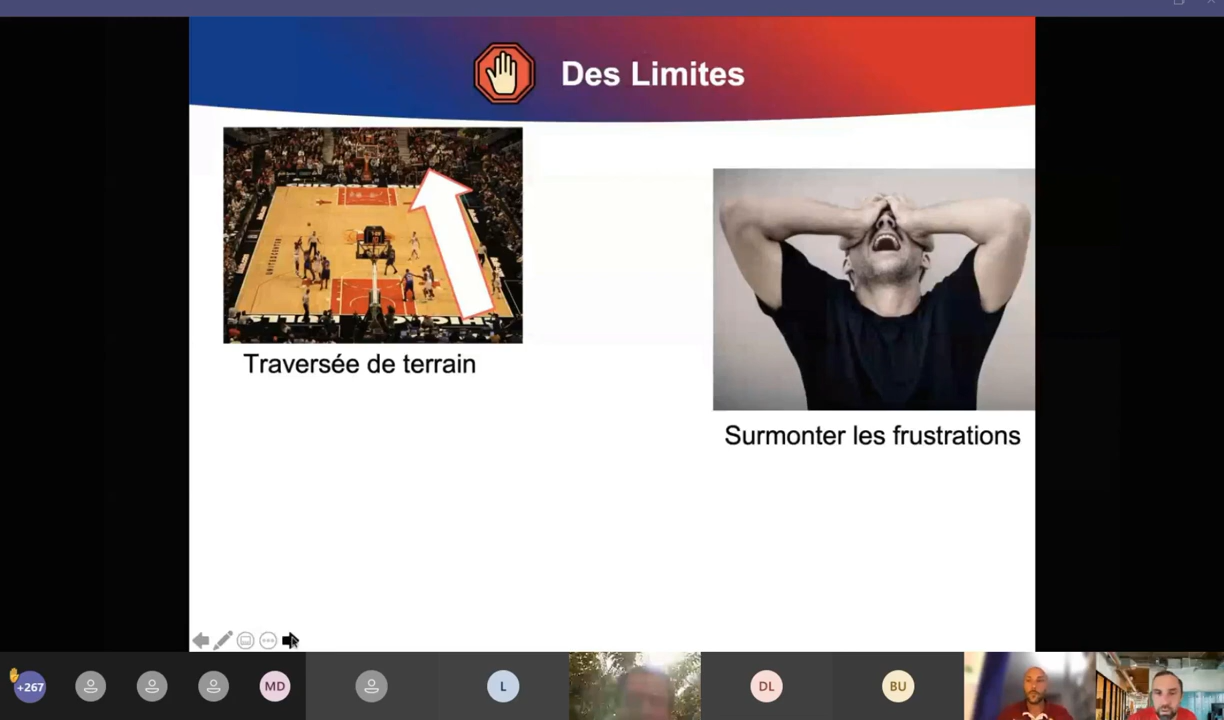 Des Limites
Traversée de terrain
Surmonter les frustrations
+267
MD
L
DL
BU